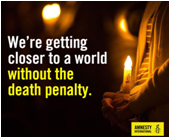 We're getting
closer to a world
without the
death penalty.
AMNESTY
INTERNATIONAL